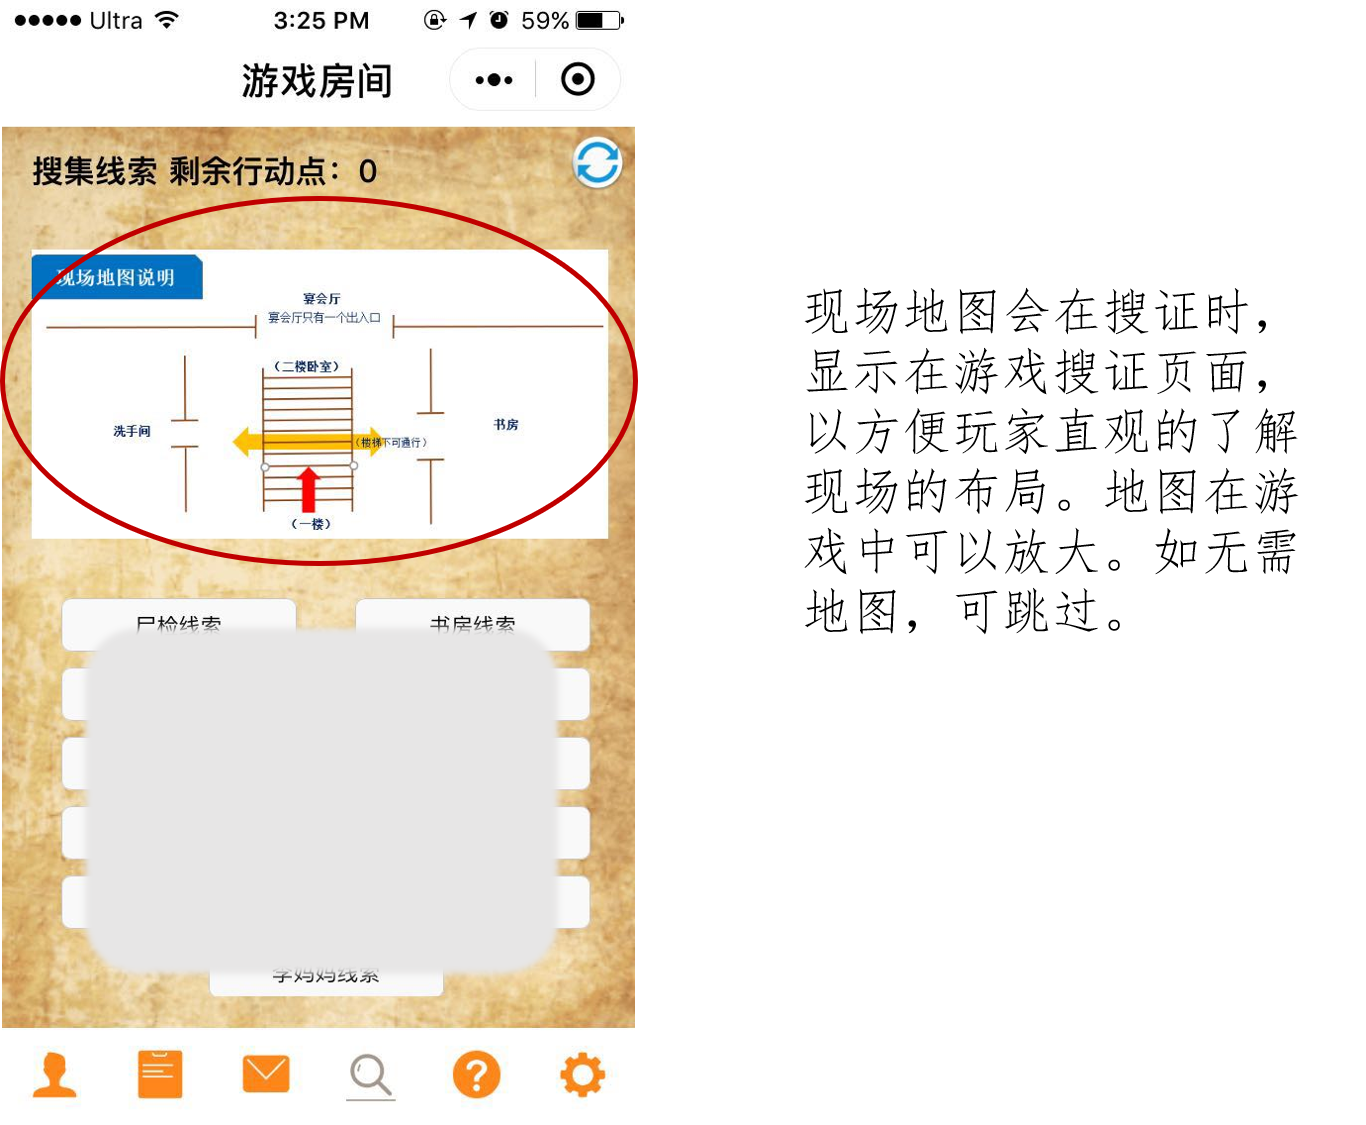 Ultra
3:25 PM
59%
游戏房间
搜集线索 剩余行动点：0
现场地图说明
宴会厅
宴会厅只有一个出入口
（二楼卧室）
洗手间
书房
（楼梯不可通行）
（一楼）
尸检线索
书房线索
李妈妈线索
现场地图会在搜证时，
显示在游戏搜证页面，
以方便玩家直观的了解
现场的布局。地图在游
戏中可以放大。如无需
地图，可跳过。